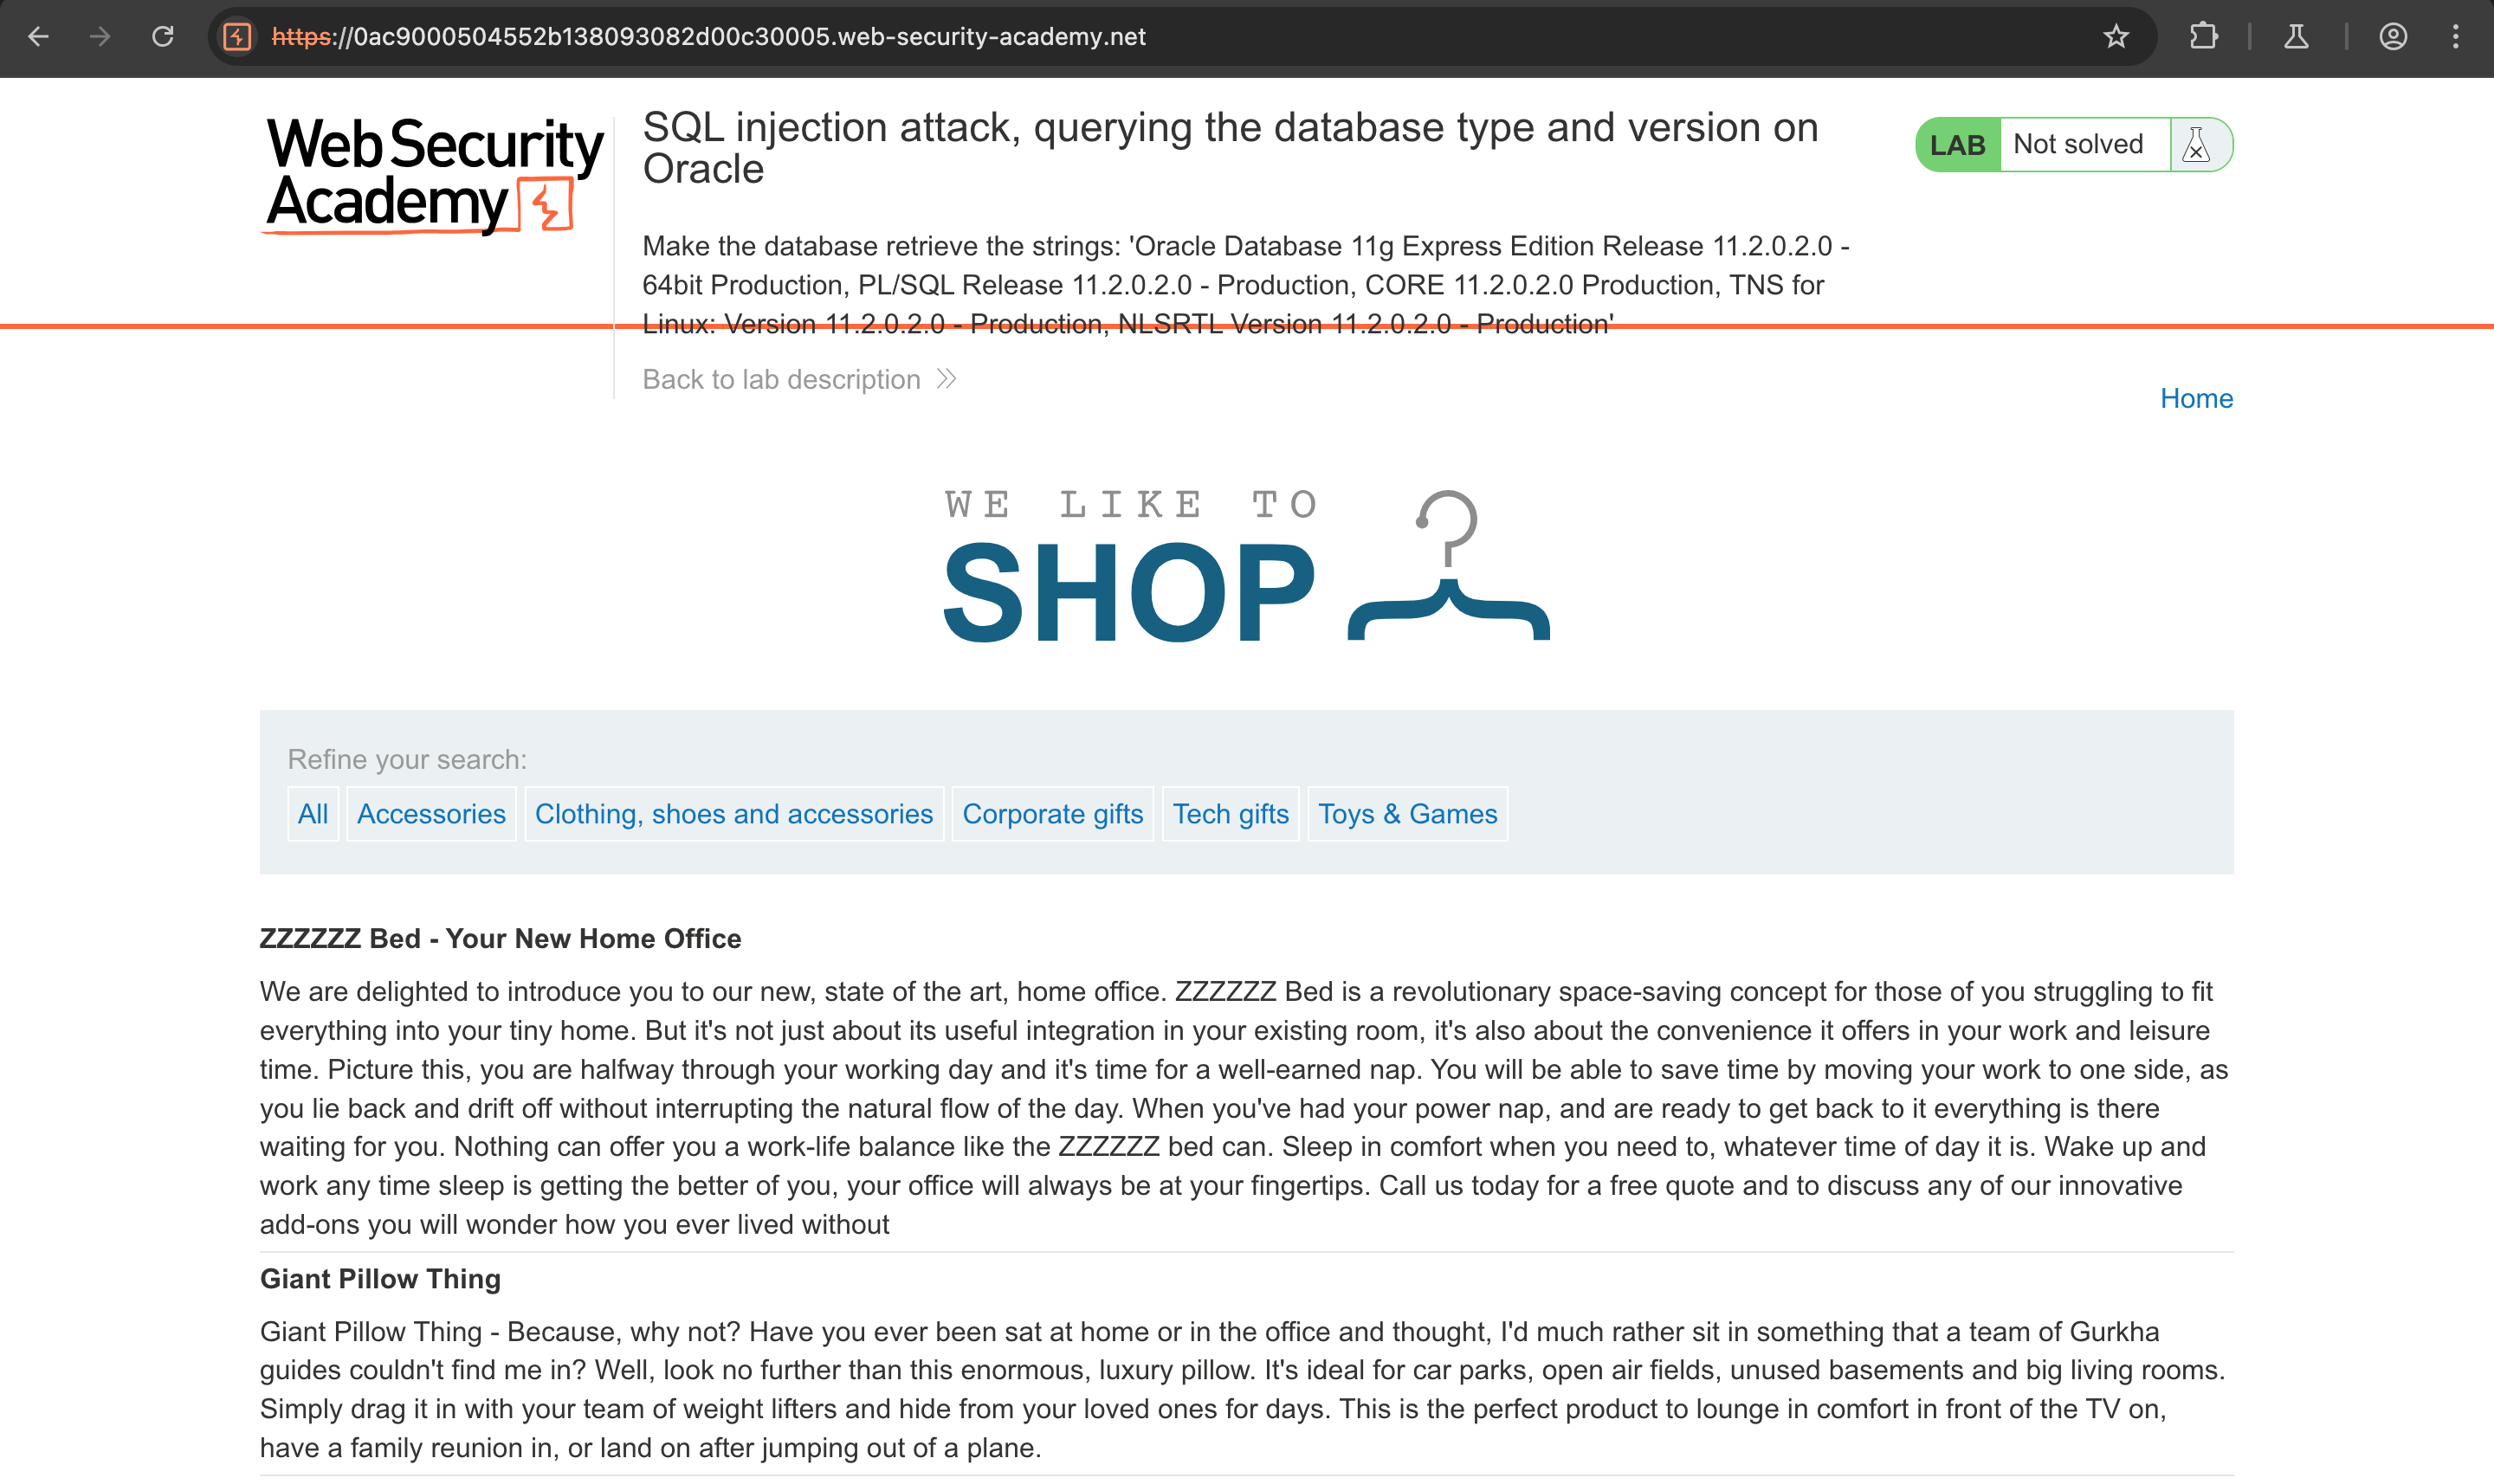 https://0ac9000504552b138093082d00c30005.web-security-academy.net
Web Security
Academy
SQL injection attack, querying the database type and version on
Oracle
LAB
Not solved
Make the database retrieve the strings: 'Oracle Database 11g Express Edition Release 11.2.0.2.0 -
64bit Production, PL/SQL Release 11.2.0.2.0 - Production, CORE 11.2.0.2.0 Production, TNS for
Linux: Version 11.2.0.2.0 - Production, NLSRTL Version 11.2.0.2.0 - Production'
Back to lab description
Home
WE LIKE TO
SHOP
Refine your search:
All Accessories Clothing, shoes and accessories Corporate gifts Tech gifts Toys & Games
ZZZZZZ Bed - Your New Home Office
We are delighted to introduce you to our new, state of the art, home office. ZZZZZZ Bed is a revolutionary space-saving concept for those of you struggling to fit
everything into your tiny home. But it's not just about its useful integration in your existing room, it's also about the convenience it offers in your work and leisure
time. Picture this, you are halfway through your working day and it's time for a well-earned nap. You will be able to save time by moving your work to one side, as
you lie back and drift off without interrupting the natural flow of the day. When you've had your power nap, and are ready to get back to it everything is there
waiting for you. Nothing can offer you a work-life balance like the ZZZZZZ bed can. Sleep in comfort when you need to, whatever time of day it is. Wake up and
work any time sleep is getting the better of you, your office will always be at your fingertips. Call us today for a free quote and to discuss any of our innovative
add-ons you will wonder how you ever lived without
Giant Pillow Thing
Giant Pillow Thing - Because, why not? Have you ever been sat at home or in the office and thought, I'd much rather sit in something that a team of Gurkha
guides couldn't find me in? Well, look no further than this enormous, luxury pillow. It's ideal for car parks, open air fields, unused basements and big living rooms.
Simply drag it in with your team of weight lifters and hide from your loved ones for days. This is the perfect product to lounge in comfort in front of the TV on,
have a family reunion in, or land on after jumping out of a plane.